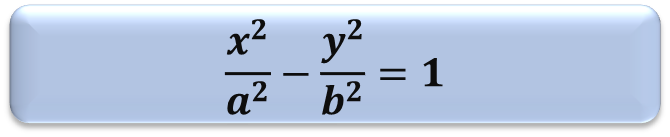 x²/a² − y²/b² = 1